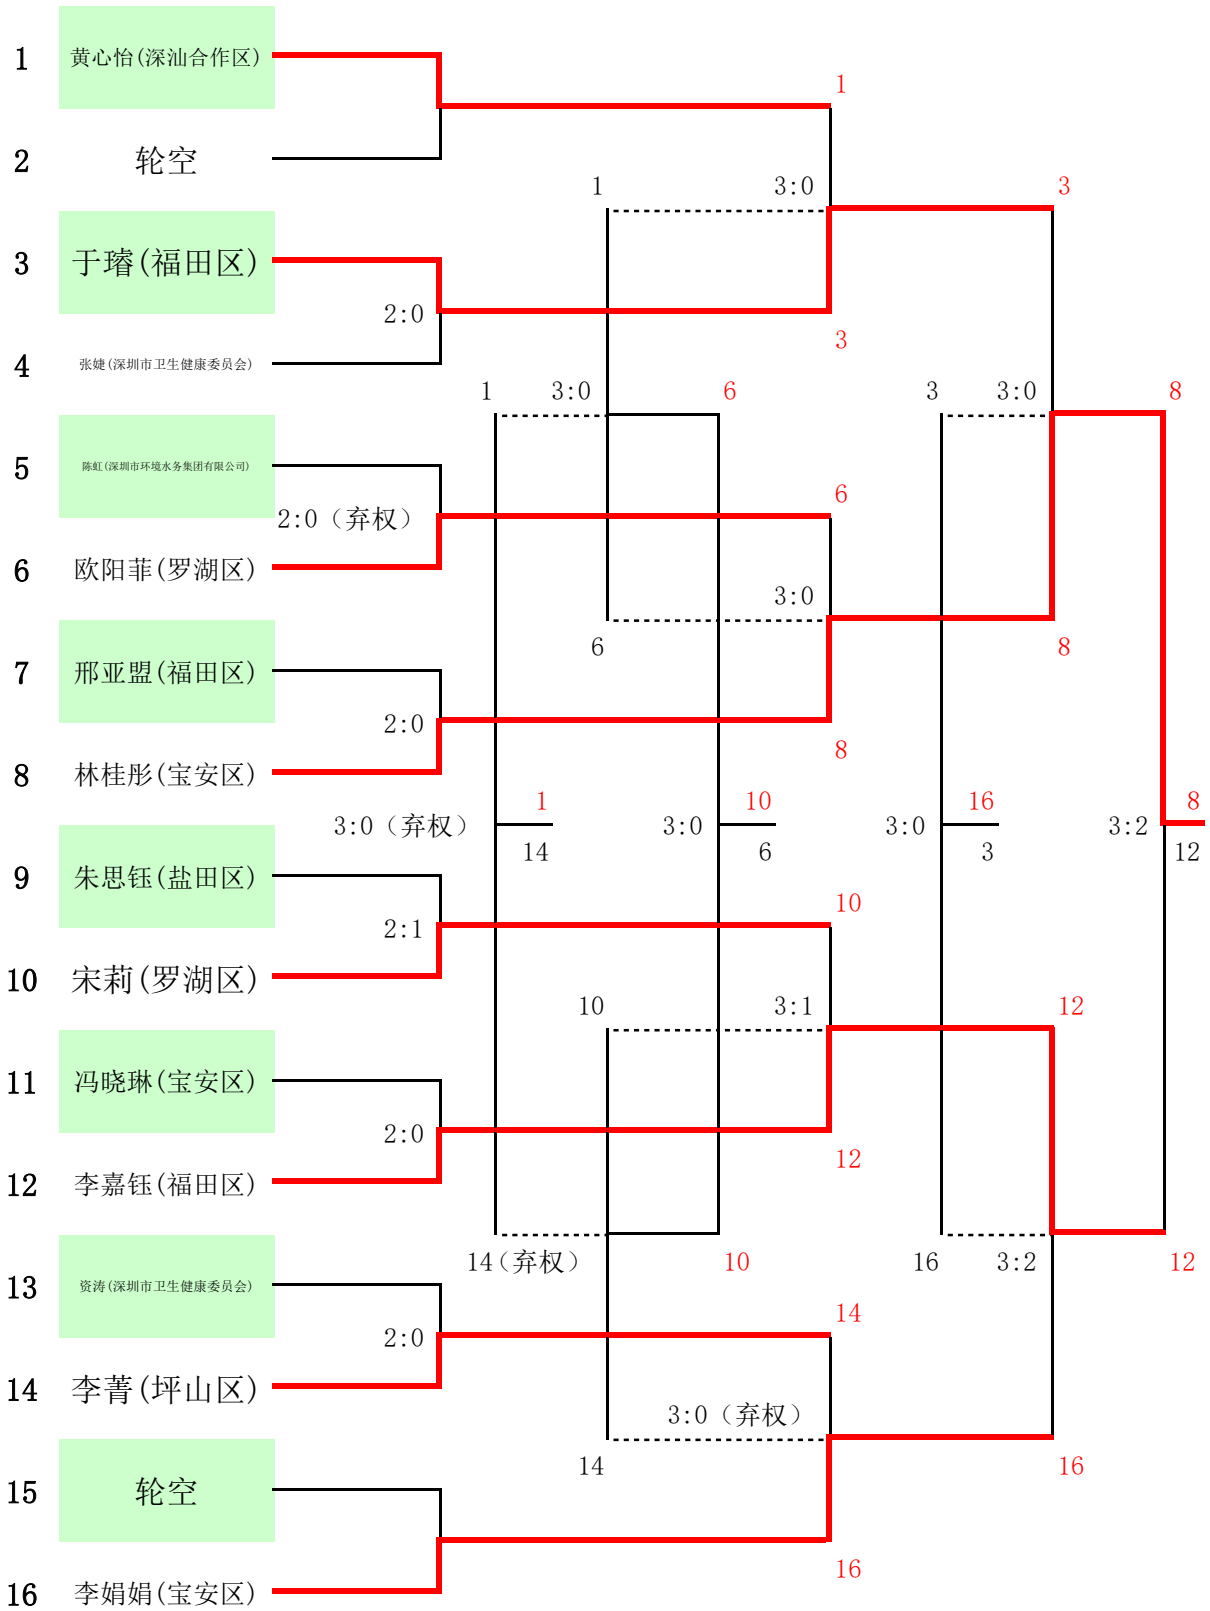 1 黄心怡(深汕合作区)
1
2 轮空
1 3:0 3
3 于璿(福田区)
2:0
3
4 张婕(深圳市卫生健康委员会)
1 3:0 6 3 3:0 8
5 陈虹(深圳市环境水务集团有限公司)
6
2:0（弃权）
6 欧阳菲(罗湖区)
3:0
6 8
7 邢亚盟(福田区)
2:0
8
8 林桂彤(宝安区)
1 10 16 8
3:0（弃权） 3:0 3:0 3:2
14 6 3 12
9 朱思钰(盐田区)
10
2:1
10 宋莉(罗湖区)
10 3:1 12
11 冯晓琳(宝安区)
2:0
12
12 李嘉钰(福田区)
14(弃权） 10 16 3:2 12
13 资涛(深圳市卫生健康委员会)
14
2:0
14 李菁(坪山区)
3:0（弃权）
14 16
15 轮空
16
16 李娟娟(宝安区)